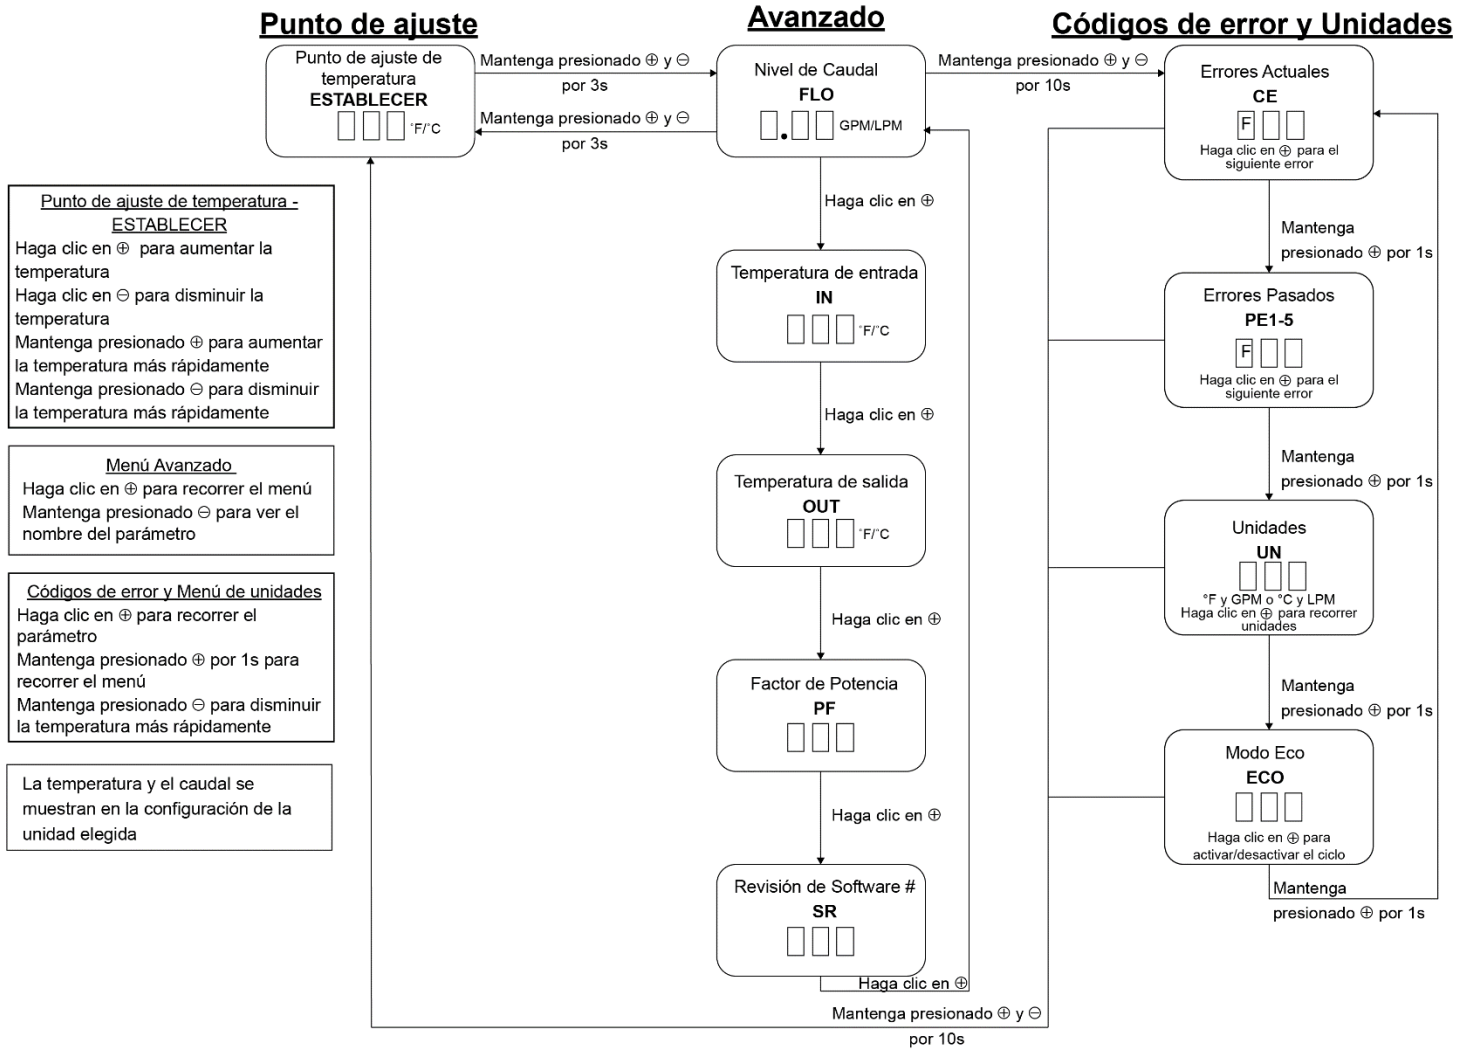 Punto de ajuste
Avanzado
Códigos de error y Unidades
Punto de ajuste de
temperatura
ESTABLECER
°F/°C
Mantenga presionado ⊕ y ⊖
por 3s
Mantenga presionado ⊕ y ⊖
por 3s
Nivel de Caudal
FLO
. GPM/LPM
Mantenga presionado ⊕ y ⊖
por 10s
Errores Actuales
CE
F
Haga clic en ⊕ para el
siguiente error
Punto de ajuste de temperatura -
ESTABLECER
Haga clic en ⊕ para aumentar la
temperatura
Haga clic en ⊖ para disminuir la
temperatura
Mantenga presionado ⊕ para aumentar
la temperatura más rápidamente
Mantenga presionado ⊖ para disminuir
la temperatura más rápidamente
Menú Avanzado
Haga clic en ⊕ para recorrer el menú
Mantenga presionado ⊖ para ver el
nombre del parámetro
Códigos de error y Menú de unidades
Haga clic en ⊕ para recorrer el
parámetro
Mantenga presionado ⊕ por 1s para
recorrer el menú
Mantenga presionado ⊖ para disminuir
la temperatura más rápidamente
La temperatura y el caudal se
muestran en la configuración de la
unidad elegida
Haga clic en ⊕
Temperatura de entrada
IN
°F/°C
Haga clic en ⊕
Temperatura de salida
OUT
°F/°C
Haga clic en ⊕
Factor de Potencia
PF
Haga clic en ⊕
Revisión de Software #
SR
Haga clic en ⊕
Mantenga
presionado ⊕ por 1s
Errores Pasados
PE1-5
F
Haga clic en ⊕ para el
siguiente error
Mantenga
presionado ⊕ por 1s
Unidades
UN
°F y GPM o °C y LPM
Haga clic en ⊕ para recorrer
unidades
Mantenga
presionado ⊕ por 1s
Modo Eco
ECO
Haga clic en ⊕ para
activar/desactivar el ciclo
Mantenga
presionado ⊕ por 1s
Mantenga presionado ⊕ y ⊖
por 10s